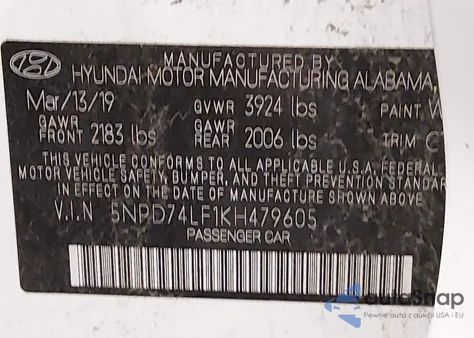 MANUFACTURED BY
HYUNDAI MOTOR MANUFACTURING ALABAMA,
Mar/13/19 GVWR 3924 lbs PAINT W
GAWR FRONT 2183 lbs GAWR REAR 2006 lbs TRIM
THIS VEHICLE CONFORMS TO ALL APPLICABLE U.S.A. FEDERAL
MOTOR VEHICLE SAFETY, BUMPER, AND THEFT PREVENTION STANDAR
IN EFFECT ON THE DATE OF MANUFACTURE SHOWN ABOVE
V.I.N 5NPD74LF1KH479605
PASSENGER CAR
autaSnap
Pewne auta z aukcji USA i EU